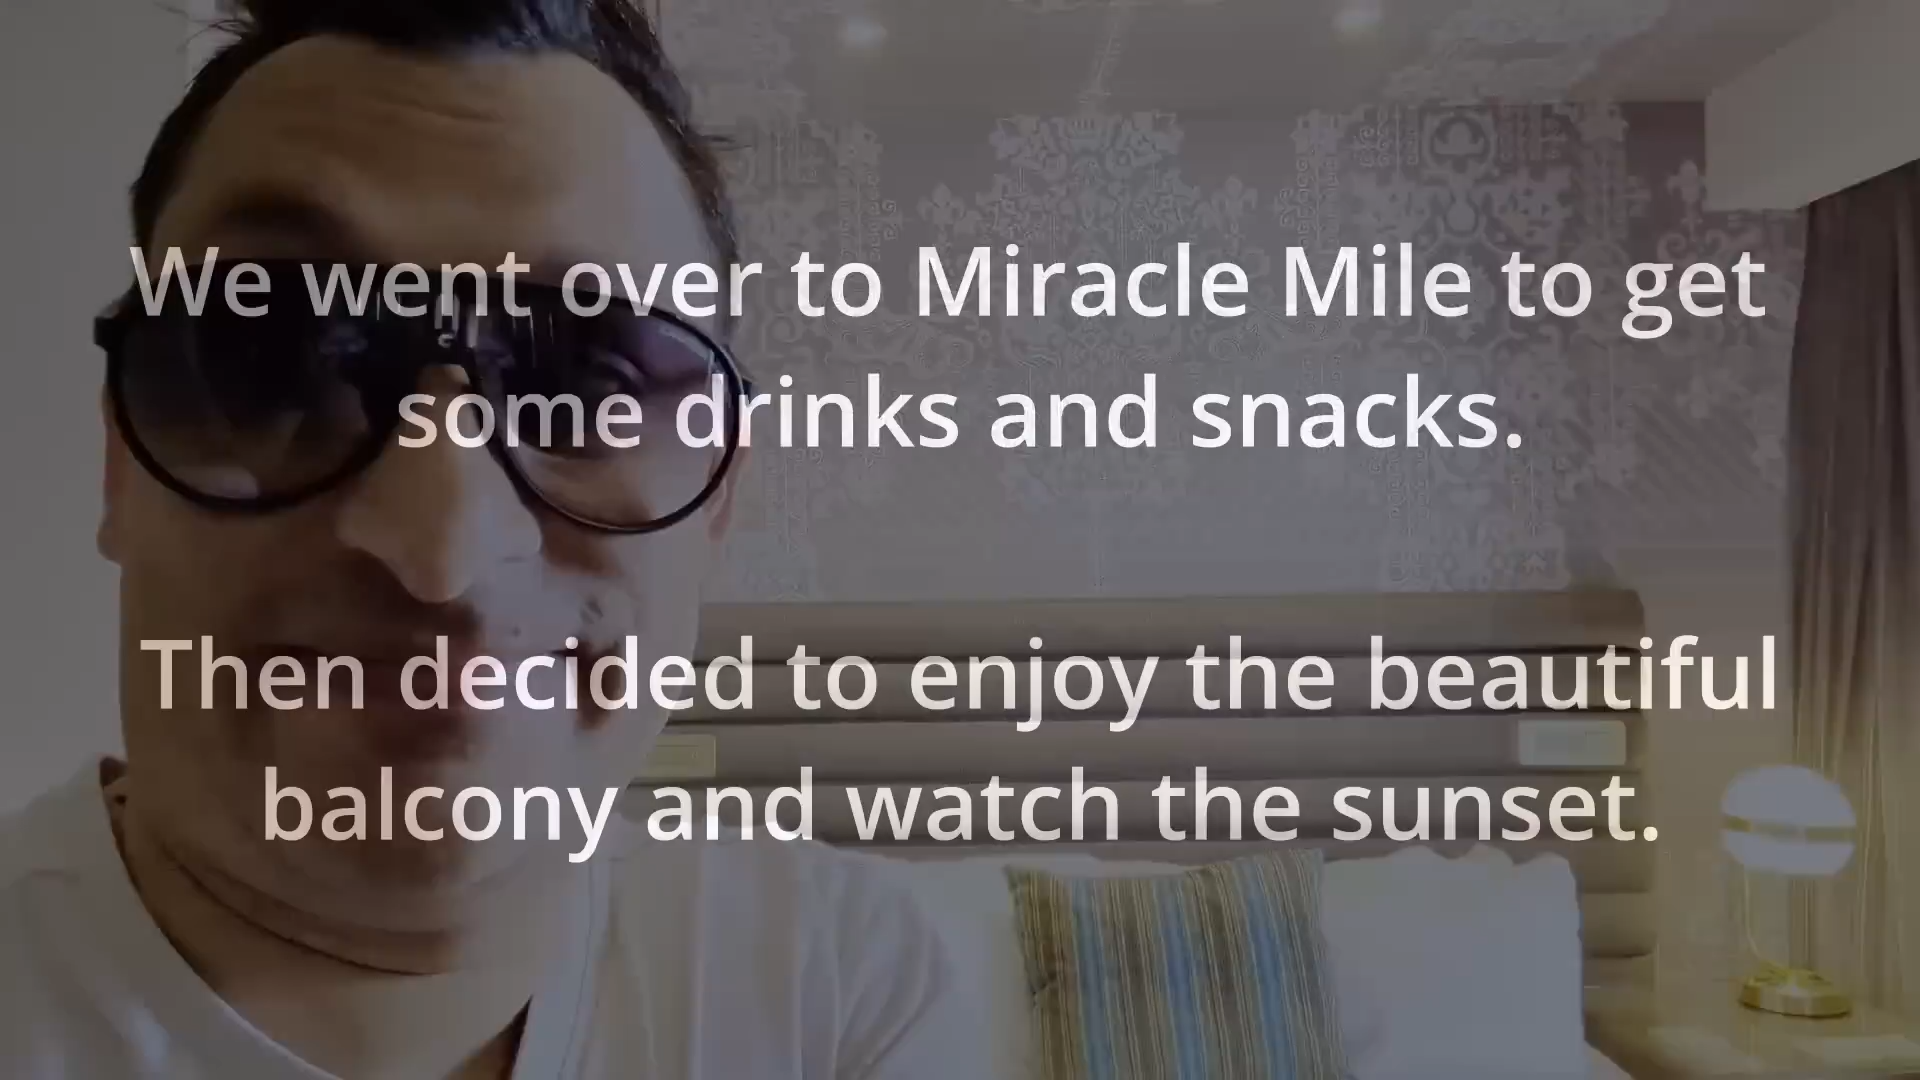 We went over to Miracle Mile to get
some drinks and snacks.
Then decided to enjoy the beautiful
balcony and watch the sunset.